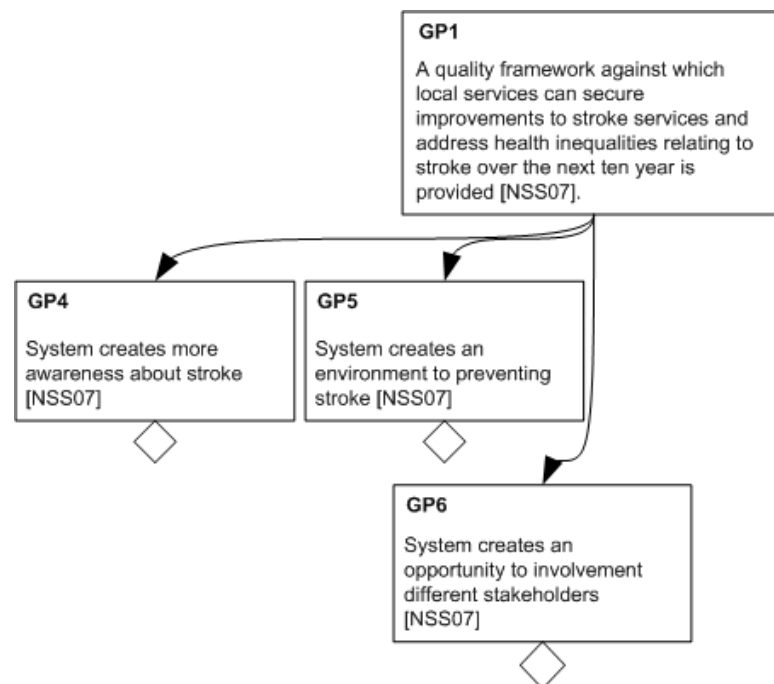 GP1
A quality framework against which
local services can secure
improvements to stroke services and
address health inequalities relating to
stroke over the next ten year is
provided [NSS07].
GP4
System creates more
awareness about stroke
[NSS07]
GP5
System creates an
environment to preventing
stroke [NSS07]
GP6
System creates an
opportunity to involvement
different stakeholders
[NSS07]